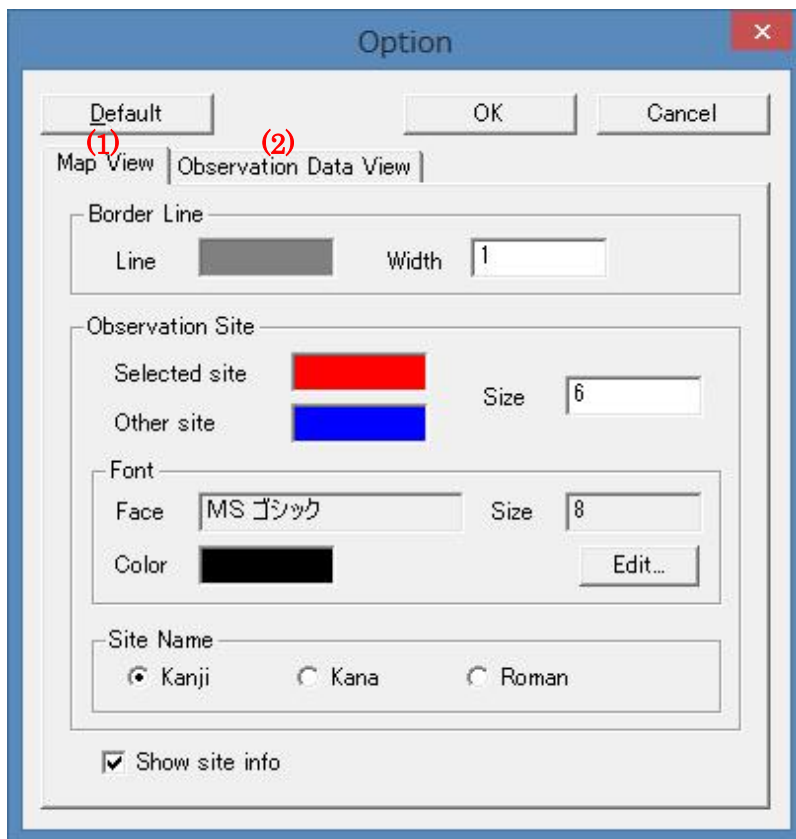 Option
Default OK Cancel
(1) (2)
Map View Observation Data View
Border Line
Line Width 1
Observation Site
Selected site
Size 6
Other site
Font
Face MS ゴシック Size 8
Color Edit...
Site Name
Kanji Kana Roman
Show site info